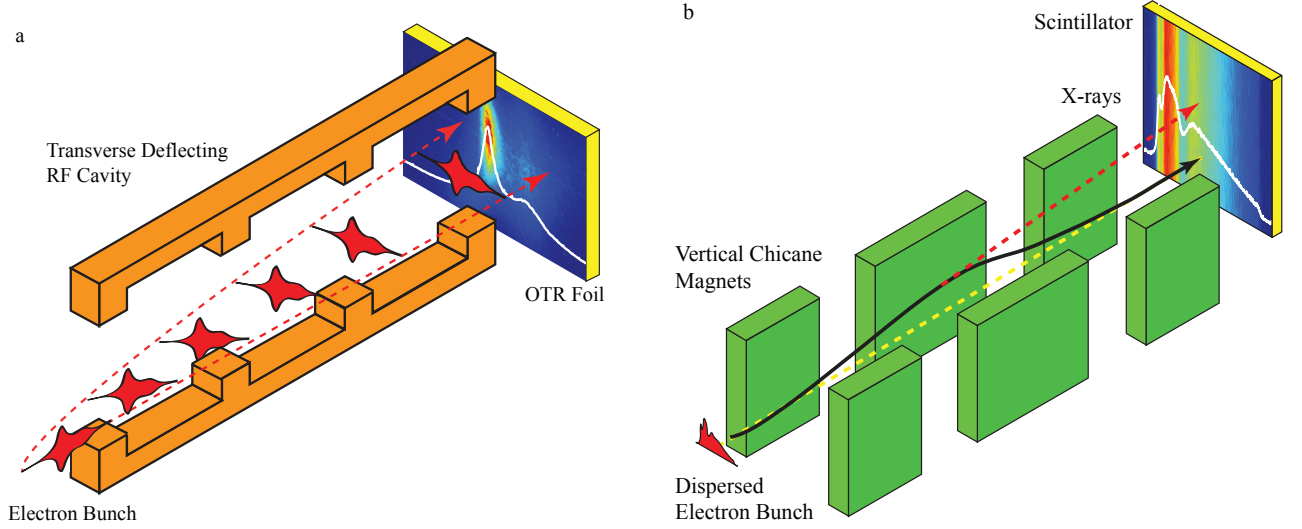 a
Transverse Deflecting
RF Cavity
OTR Foil
Electron Bunch
b
Scintillator
X-rays
Vertical Chicane
Magnets
Dispersed
Electron Bunch